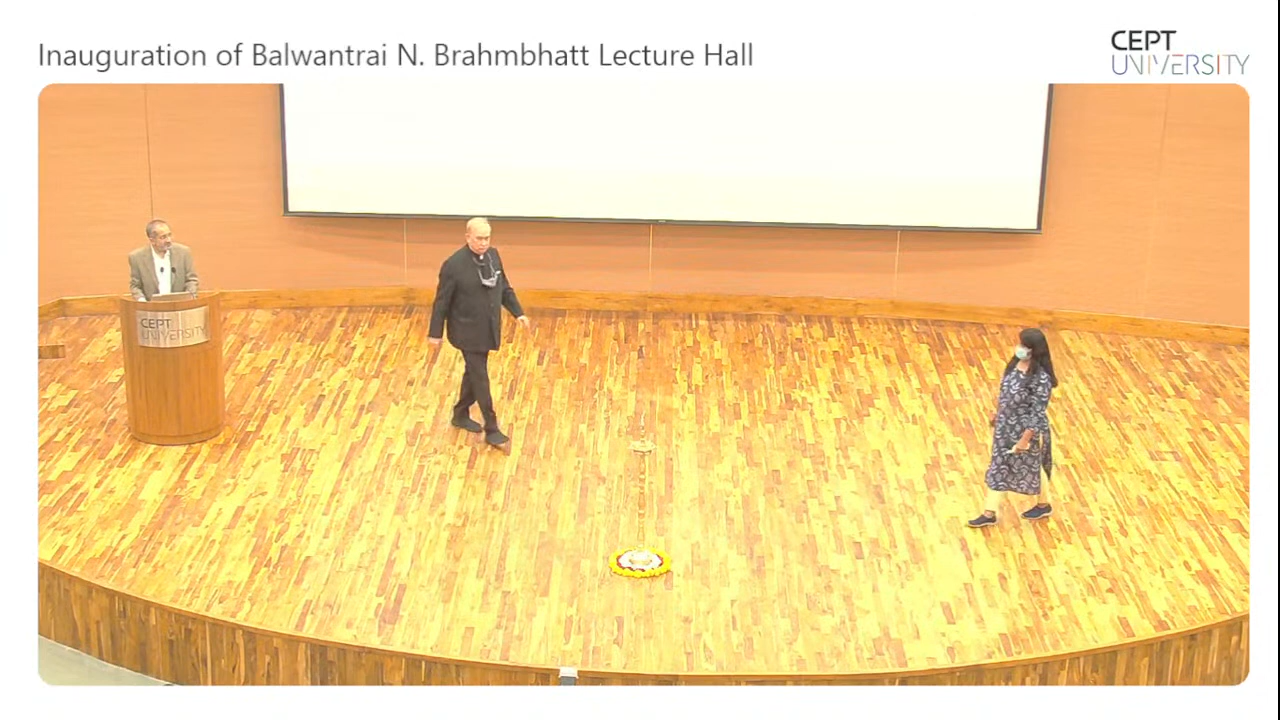 Inauguration of Balwantrai N. Brahmbhatt Lecture Hall
CEPT
UNIVERSITY
CEPT
UNIVERSITY